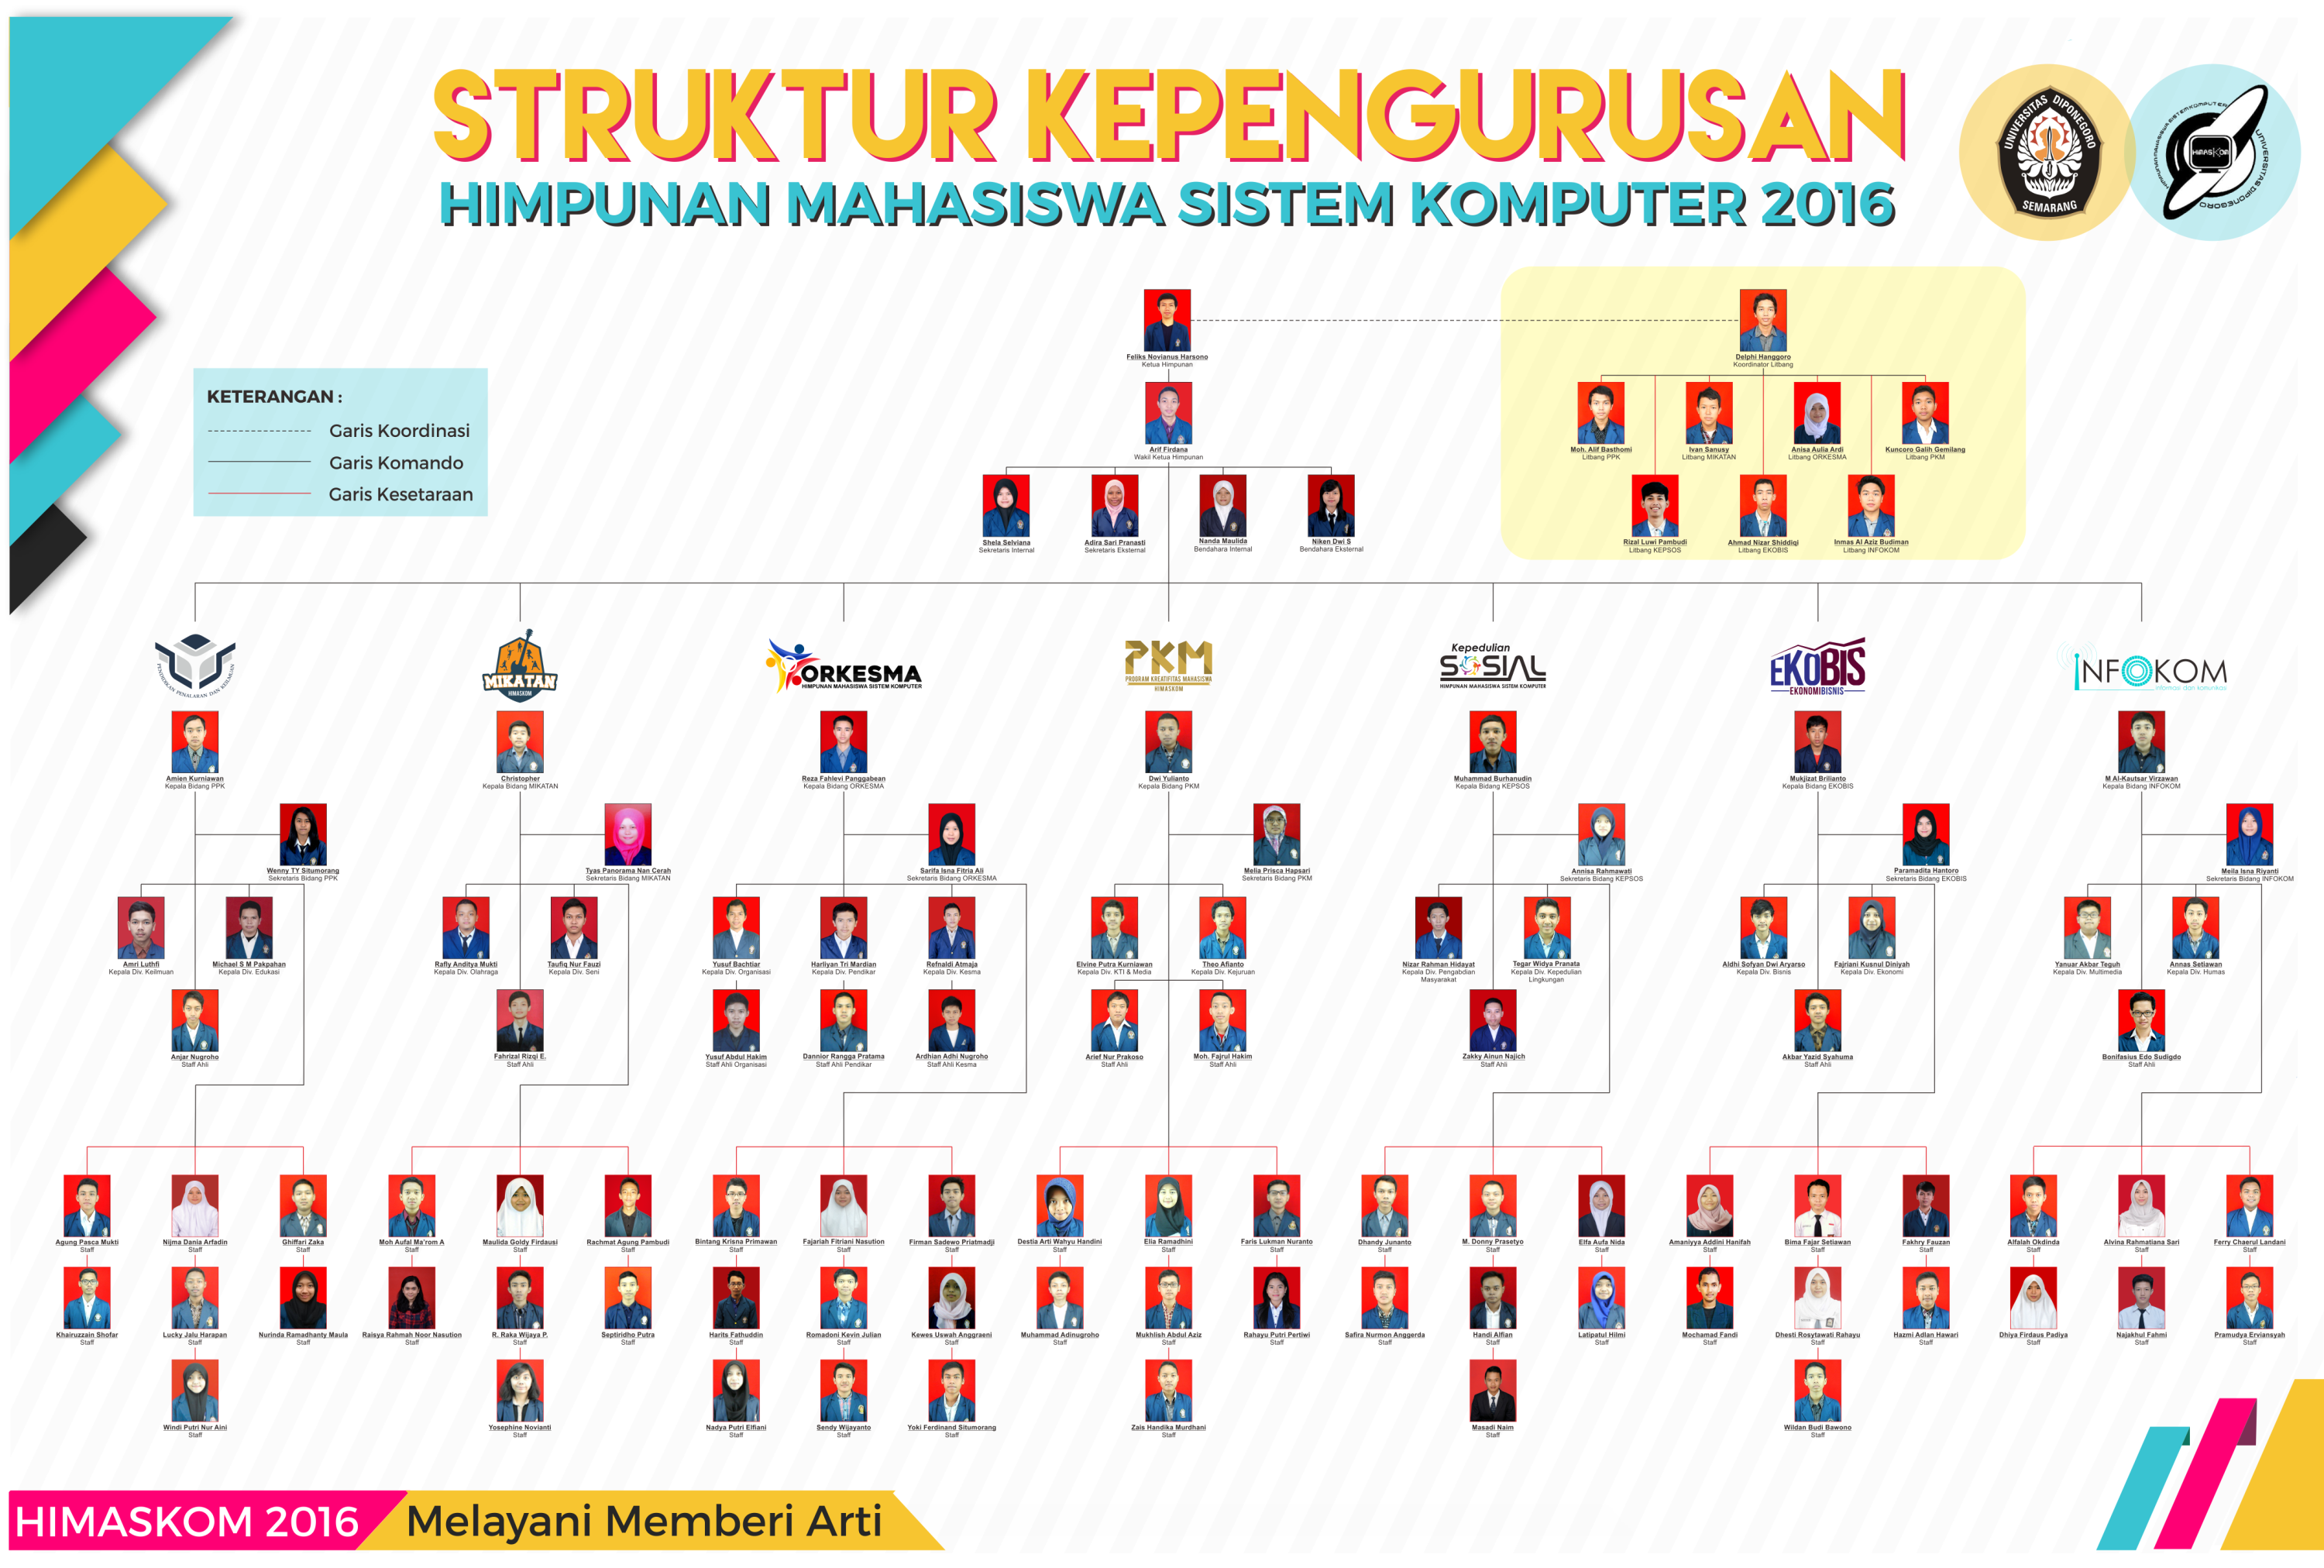 STRUKTUR KEPENGURUSAN
HIMPUNAN MAHASISWA SISTEM KOMPUTER 2016
UNIVERSITAS DIPONEGORO
SEMARANG
HIMPUNAN MAHASISWA SISTEM KOMPUTER
HIMASKOM
UNIVERSITAS DIPONEGORO
KETERANGAN :
Garis Koordinasi
Garis Komando
Garis Kesetaraan
Feliks Novianus Harsono
Ketua Himpunan
Delphi Hanggoro
Koordinator Litbang
Arif Firdana
Wakil Ketua Himpunan
Moh. Alif Basthomi
Litbang PPK
Ivan Sanusy
Litbang MIKATAN
Anisa Aulia Ardi
Litbang ORKESMA
Kuncoro Galih Gemilang
Litbang PKM
Shela Selviana
Sekretaris Internal
Adira Sari Pranasti
Sekretaris Eksternal
Nanda Maulida
Bendahara Internal
Niken Dwi S
Bendahara Eksternal
Rizal Luwi Pambudi
Litbang KEPSOS
Ahmad Nizar Shiddiqi
Litbang EKOBIS
Inmas Al Aziz Budiman
Litbang INFOKOM
PENDIDIKAN PENALARAN DAN KEILMUAN
MIKATAN
HIMASKOM
ORKESMA
HIMPUNAN MAHASISWA SISTEM KOMPUTER
PKM
PROGRAM KREATIFITAS MAHASISWA
HIMASKOM
Kepedulian
SOSIAL
HIMPUNAN MAHASISWA SISTEM KOMPUTER
EKOBIS
EKONOMIBISNIS
INFOKOM
informasi dan komunikasi
Amien Kurniawan
Kepala Bidang PPK
Christopher
Kepala Bidang MIKATAN
Reza Fahlevi Panggabean
Kepala Bidang ORKESMA
Dwi Yulianto
Kepala Bidang PKM
Muhammad Burhanudin
Kepala Bidang KEPSOS
Mukjizat Brilianto
Kepala Bidang EKOBIS
M Al-Kautsar Virzawan
Kepala Bidang INFOKOM
Wenny TY Situmorang
Sekretaris Bidang PPK
Tyas Panorama Nan Cerah
Sekretaris Bidang MIKATAN
Sarifa Isna Fitria Ali
Sekretaris Bidang ORKESMA
Melia Prisca Hapsari
Sekretaris Bidang PKM
Annisa Rahmawati
Sekretaris Bidang KEPSOS
Paramadita Hantoro
Sekretaris Bidang EKOBIS
Meila Isna Riyanti
Sekretaris Bidang INFOKOM
Amri Luthfi
Kepala Div. Keilmuan
Michael S M Pakpahan
Kepala Div. Edukasi
Rafly Anditya Mukti
Kepala Div. Olahraga
Taufiq Nur Fauzi
Kepala Div. Seni
Yusuf Bachtiar
Kepala Div. Organisasi
Harliyan Tri Mardian
Kepala Div. Pendikar
Refnaldi Atmaja
Kepala Div. Kesma
Elvine Putra Kurniawan
Kepala Div. KTI & Media
Theo Afianto
Kepala Div. Kejuruan
Nizar Rahman Hidayat
Kepala Div. Pengabdian
Masyarakat
Tegar Widya Pranata
Kepala Div. Kepedulian
Lingkungan
Aldhi Sofyan Dwi Aryarso
Kepala Div. Bisnis
Fajriani Kusnul Diniyah
Kepala Div. Ekonomi
Yanuar Akbar Teguh
Kepala Div. Multimedia
Annas Setiawan
Kepala Div. Humas
Anjar Nugroho
Staff Ahli
Fahrizal Rizqi E.
Staff Ahli
Yusuf Abdul Hakim
Staff Ahli Organisasi
Dannior Rangga Pratama
Staff Ahli Pendikar
Ardhian Adhi Nugroho
Staff Ahli Kesma
Arief Nur Prakoso
Staff Ahli
Moh. Fajrul Hakim
Staff Ahli
Zakky Ainun Najich
Staff Ahli
Akbar Yazid Syahuma
Staff Ahli
Bonifasius Edo Sudigdo
Staff Ahli
Agung Pasca Mukti
Staff
Nijma Dania Arfadin
Staff
Ghiffari Zaka
Staff
Moh Aufal Ma'rom A
Staff
Maulida Goldy Firdausi
Staff
Rachmat Agung Pambudi
Staff
Bintang Krisna Primawan
Staff
Fajariah Fitriani Nasution
Staff
Firman Sadewo Priatmadji
Staff
Destia Arti Wahyu Handini
Staff
Elia Ramadhini
Staff
Faris Lukman Nuranto
Staff
Dhandy Junanto
Staff
M. Donny Prasetyo
Staff
Elfa Aufa Nida
Staff
Amaniyya Addini Hanifah
Staff
Bima Fajar Setiawan
Staff
Fakhry Fauzan
Staff
Alfalah Okdinda
Staff
Alvina Rahmatiana Sari
Staff
Ferry Chaerul Landani
Staff
Khairuzzain Shofar
Staff
Lucky Jalu Harapan
Staff
Nurinda Ramadhanty Maula
Staff
Raisya Rahmah Noor Nasution
Staff
R. Raka Wijaya P.
Staff
Septiridho Putra
Staff
Harits Fathuddin
Staff
Romadoni Kevin Julian
Staff
Kewes Uswah Anggraeni
Staff
Muhammad Adinugroho
Staff
Mukhlish Abdul Aziz
Staff
Rahayu Putri Pertiwi
Staff
Safira Nurmon Anggerda
Staff
Handi Alfian
Staff
Latipatul Hilmi
Staff
Mochamad Fandi
Staff
Dhesti Rosytawati Rahayu
Staff
Hazmi Adlan Hawari
Staff
Dhiya Firdaus Padiya
Staff
Najakhul Fahmi
Staff
Pramudya Erviansyah
Staff
Windi Putri Nur Aini
Staff
Yosephine Novianti
Staff
Nadya Putri Elfiani
Staff
Sendy Wijayanto
Staff
Yoki Ferdinand Situmorang
Staff
Zais Handika Murdhani
Staff
Masadi Naim
Staff
Wildan Budi Bawono
Staff
HIMASKOM 2016
Melayani Memberi Arti